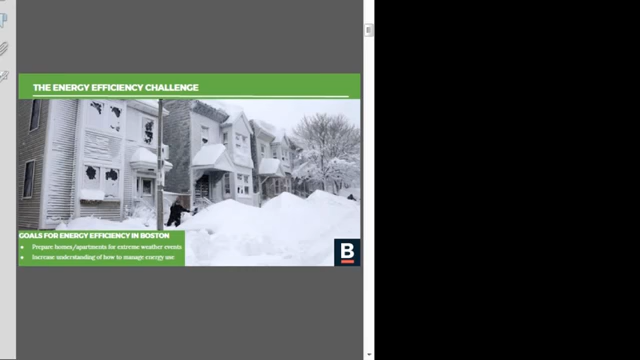 THE ENERGY EFFICIENCY CHALLENGE
GOALS FOR ENERGY EFFICIENCY IN BOSTON
• Prepare homes/apartments for extreme weather events
• Increase understanding of how to manage energy use
B